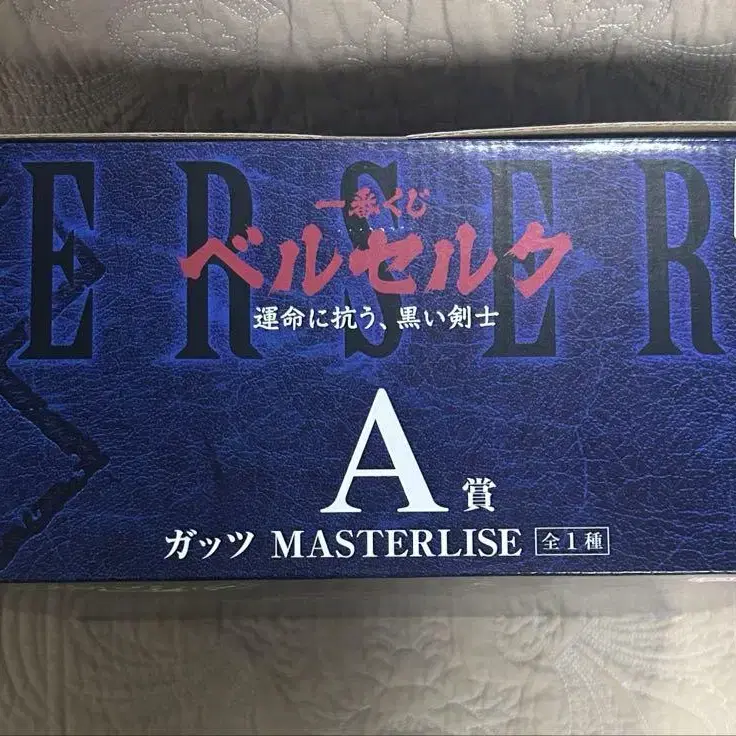 ERSER
一番くじ
ベルセルク
運命に抗う、黒い剣士
A賞
ガッツ MASTERLISE 全1種